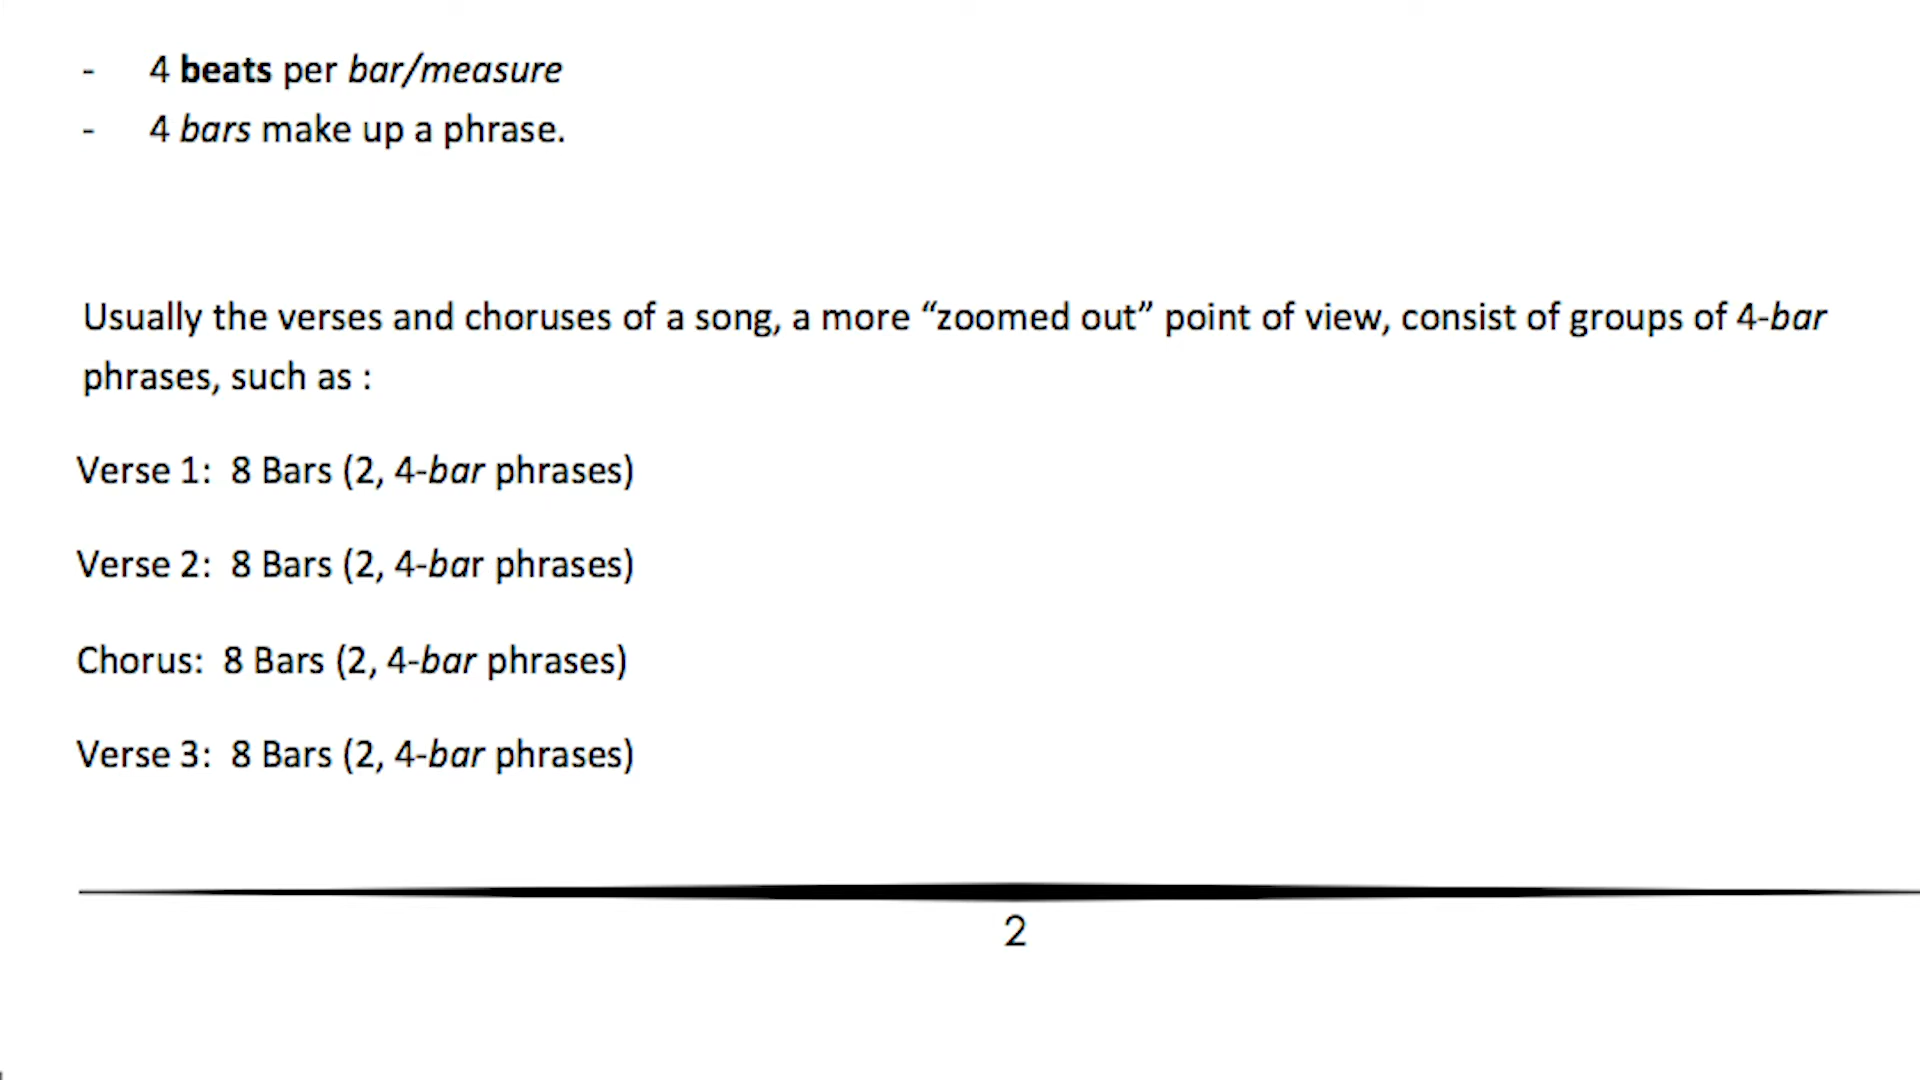 - 4 beats per bar/measure
- 4 bars make up a phrase.
Usually the verses and choruses of a song, a more “zoomed out” point of view, consist of groups of 4-bar
phrases, such as :
Verse 1: 8 Bars (2, 4-bar phrases)
Verse 2: 8 Bars (2, 4-bar phrases)
Chorus: 8 Bars (2, 4-bar phrases)
Verse 3: 8 Bars (2, 4-bar phrases)
2